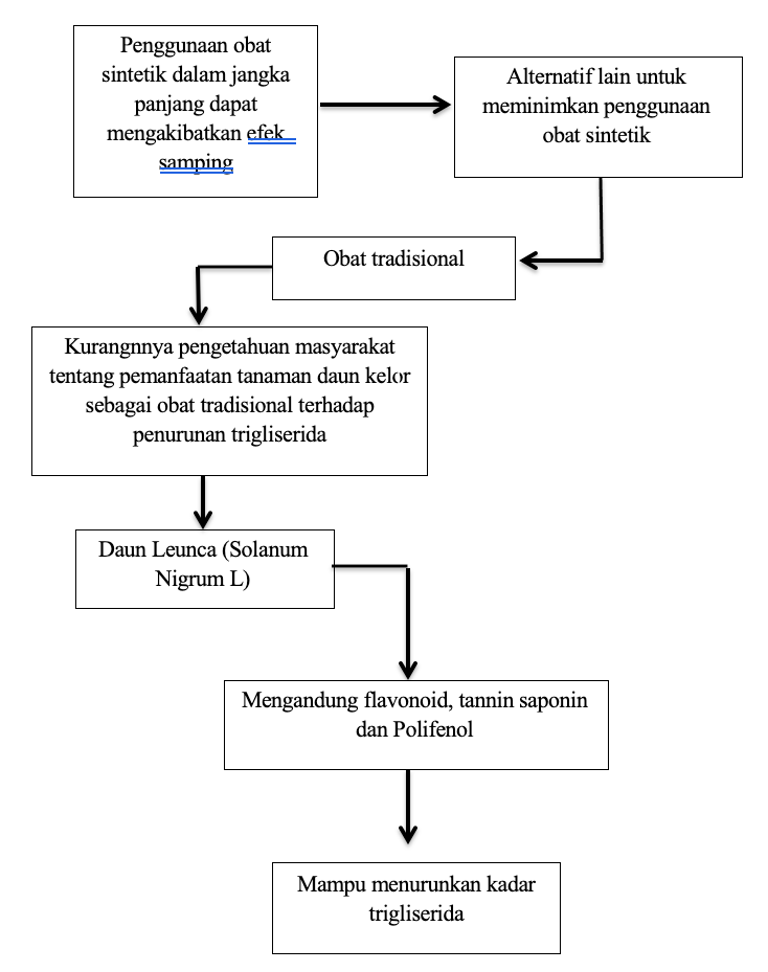 Penggunaan obat
sintetik dalam jangka
panjang dapat
mengakibatkan efek
samping
Alternatif lain untuk
meminimkan penggunaan
obat sintetik
Obat tradisional
Kurangnnya pengetahuan masyarakat
tentang pemanfaatan tanaman daun kelor
sebagai obat tradisional terhadap
penurunan trigliserida
Daun Leunca (Solanum
Nigrum L)
Mengandung flavonoid, tannin saponin
dan Polifenol
Mampu menurunkan kadar
trigliserida